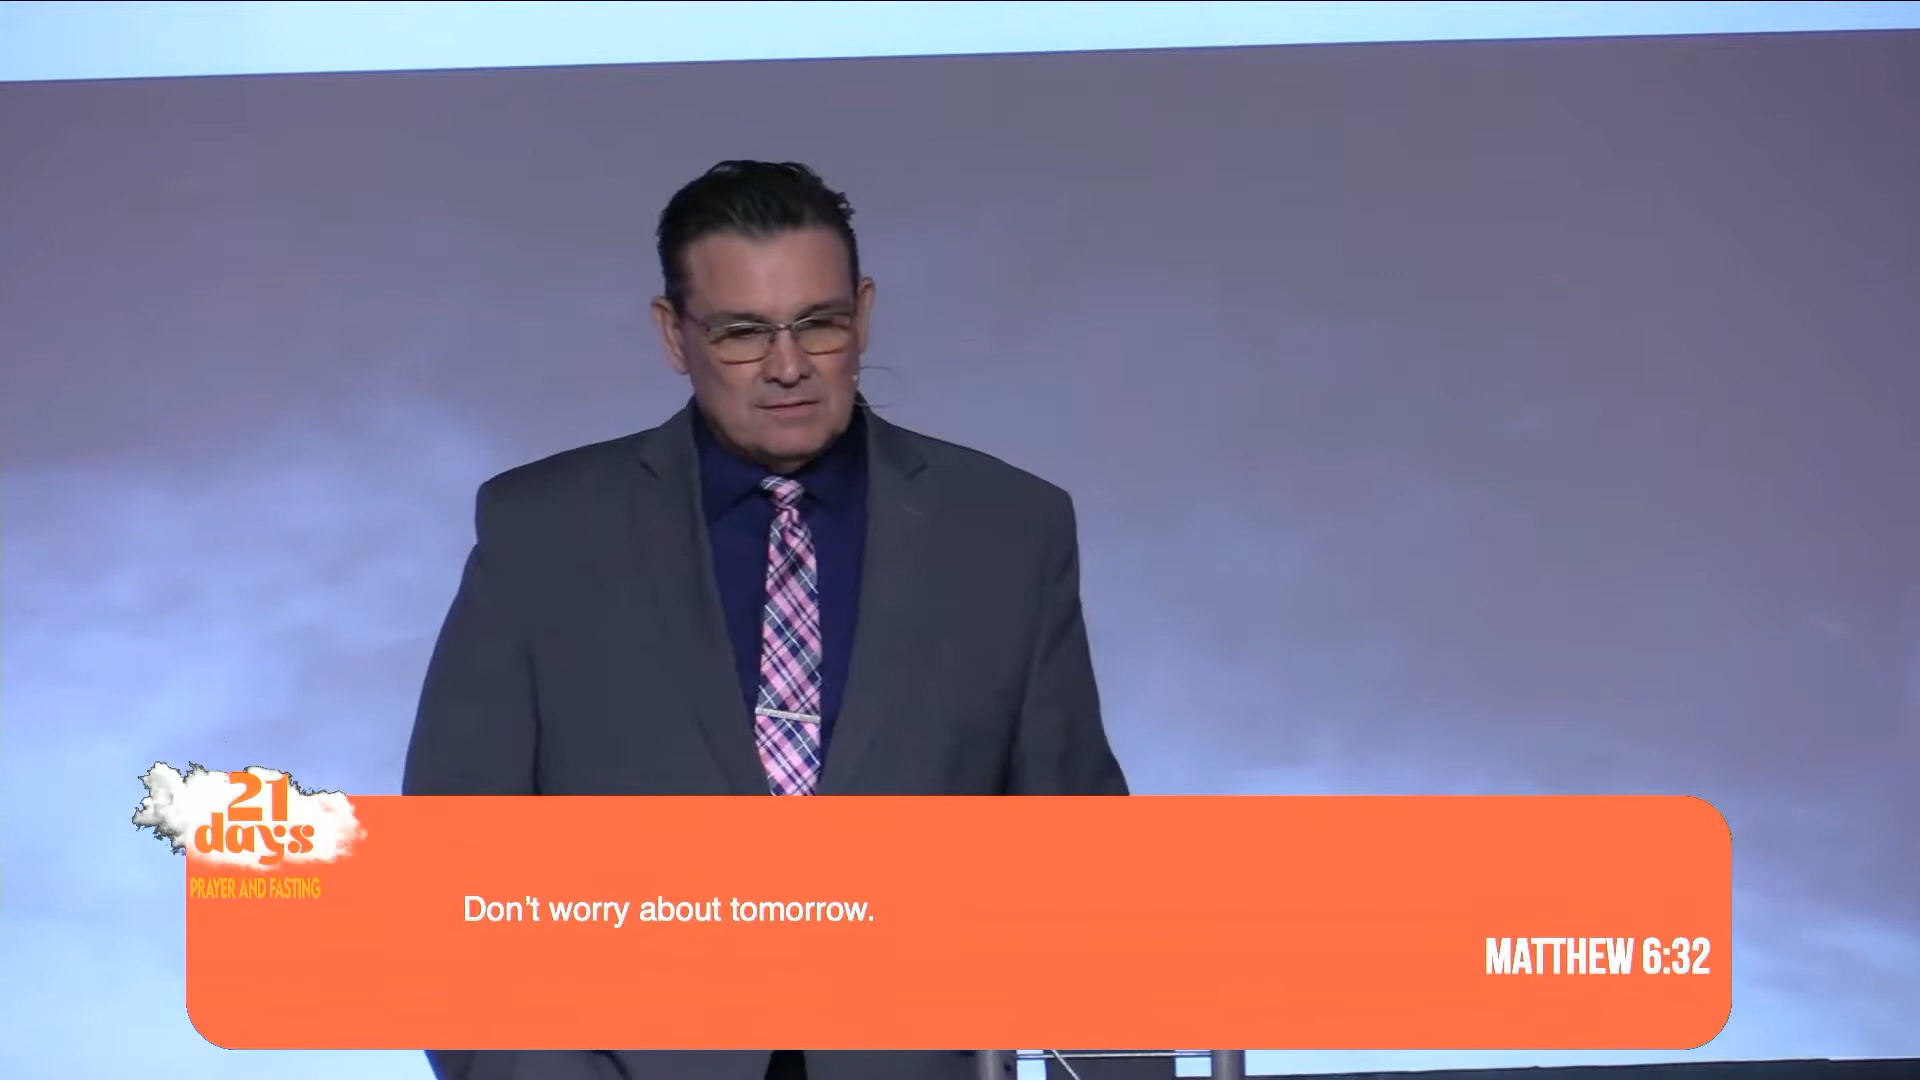 21
days
PRAYER AND FASTING
Don't worry about tomorrow.
MATTHEW 6:32